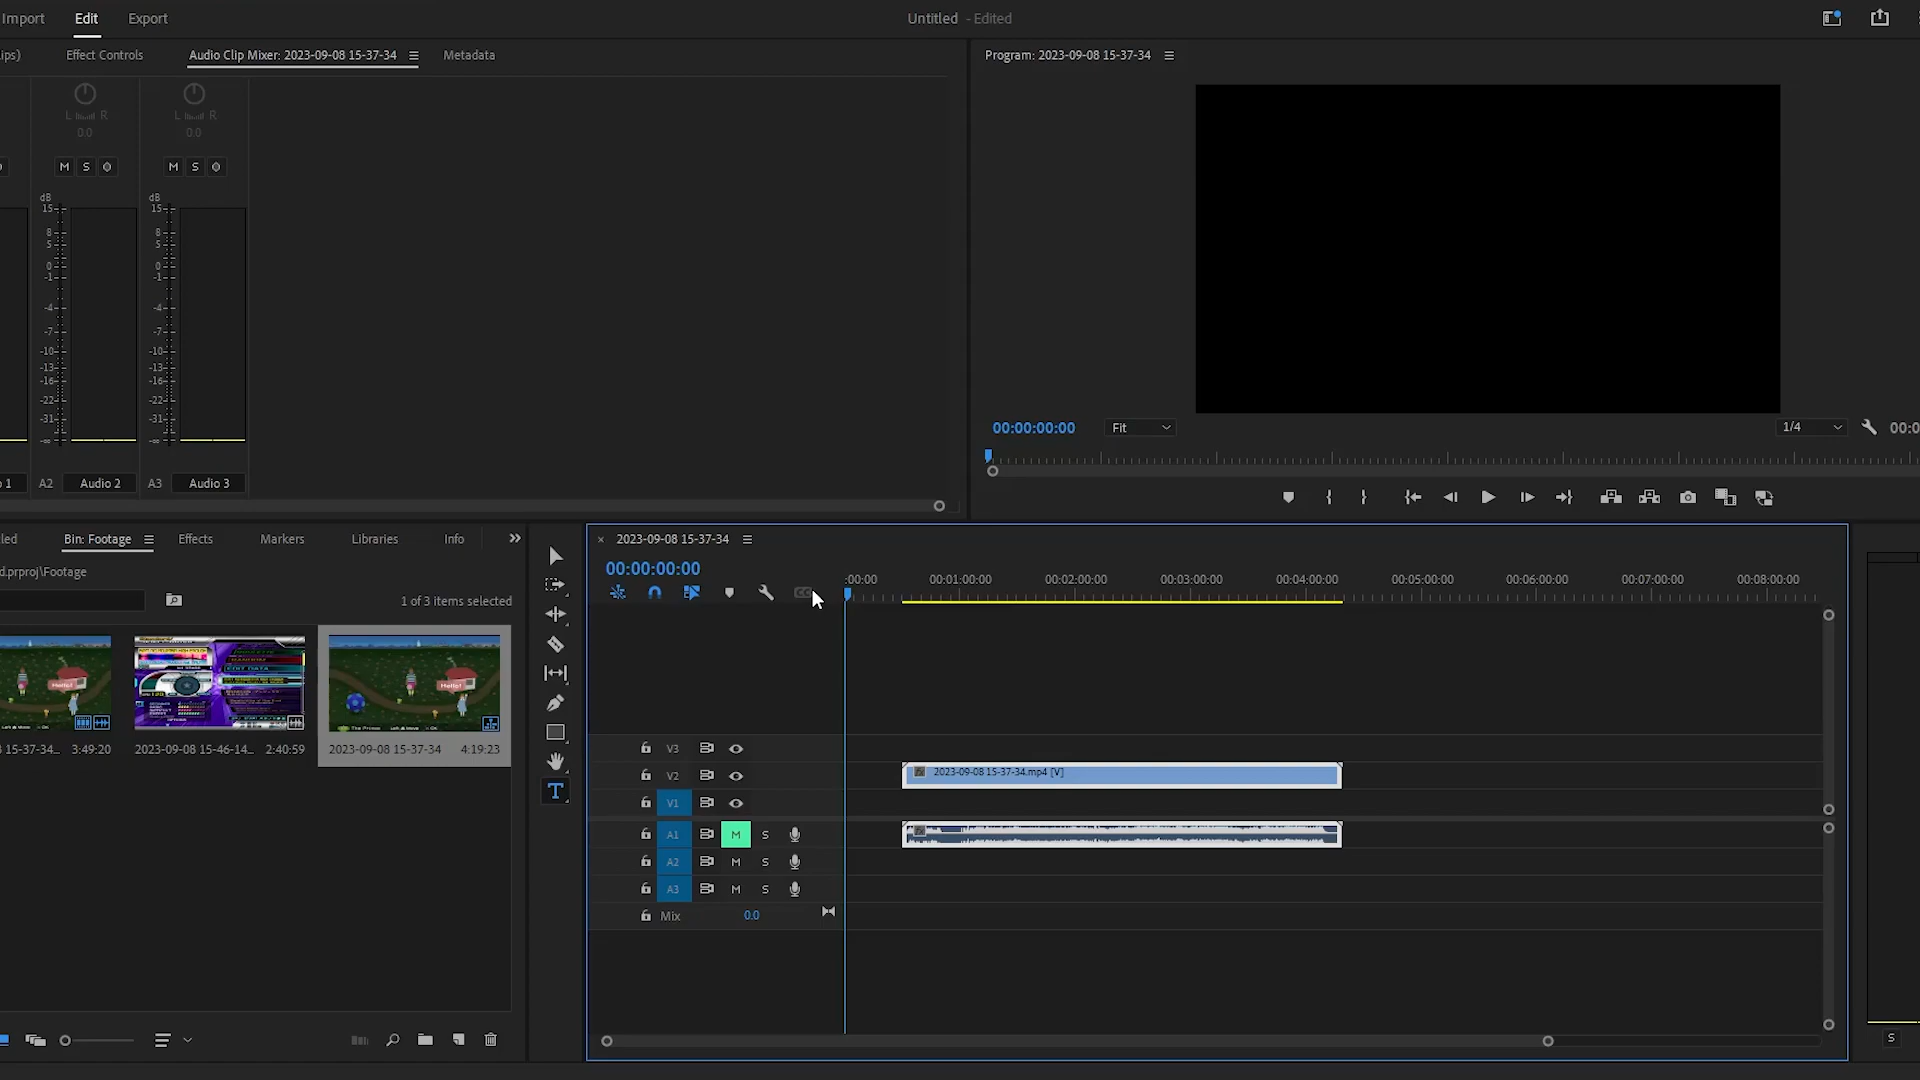 Import Edit Export Untitled - Edited
Effect Controls Audio Clip Mixer: 2023-09-08 15-37-34 Metadata
Program: 2023-09-08 15-37-34
L R L R
0.0 0.0
M S M S
dB dB
15 15
8 8
5 5
0 0
-1 -1
-4 -4
-7 -7
-10 -10
-13 -13
-16 -16
-22 -22
-31 -31
-∞ -∞
A2 Audio 2 A3 Audio 3
00:00:00:00 Fit 1/4
Bin: Footage Effects Markers Libraries Info
d.prproj\Footage
1 of 3 items selected
15-37-34... 3:49:20 2023-09-08 15-46-14... 2:40:59 2023-09-08 15-37-34 4:19:23
Hello! Hello!
T
2023-09-08 15-37-34
00:00:00:00
:00:00 00:01:00:00 00:02:00:00 00:03:00:00 00:04:00:00 00:05:00:00 00:06:00:00 00:07:00:00 00:08:00:00
V3
V2 2023-09-08 15-37-34.mp4 [V]
V1
A1 M S
A2 M S
A3 M S
Mix 0.0
S